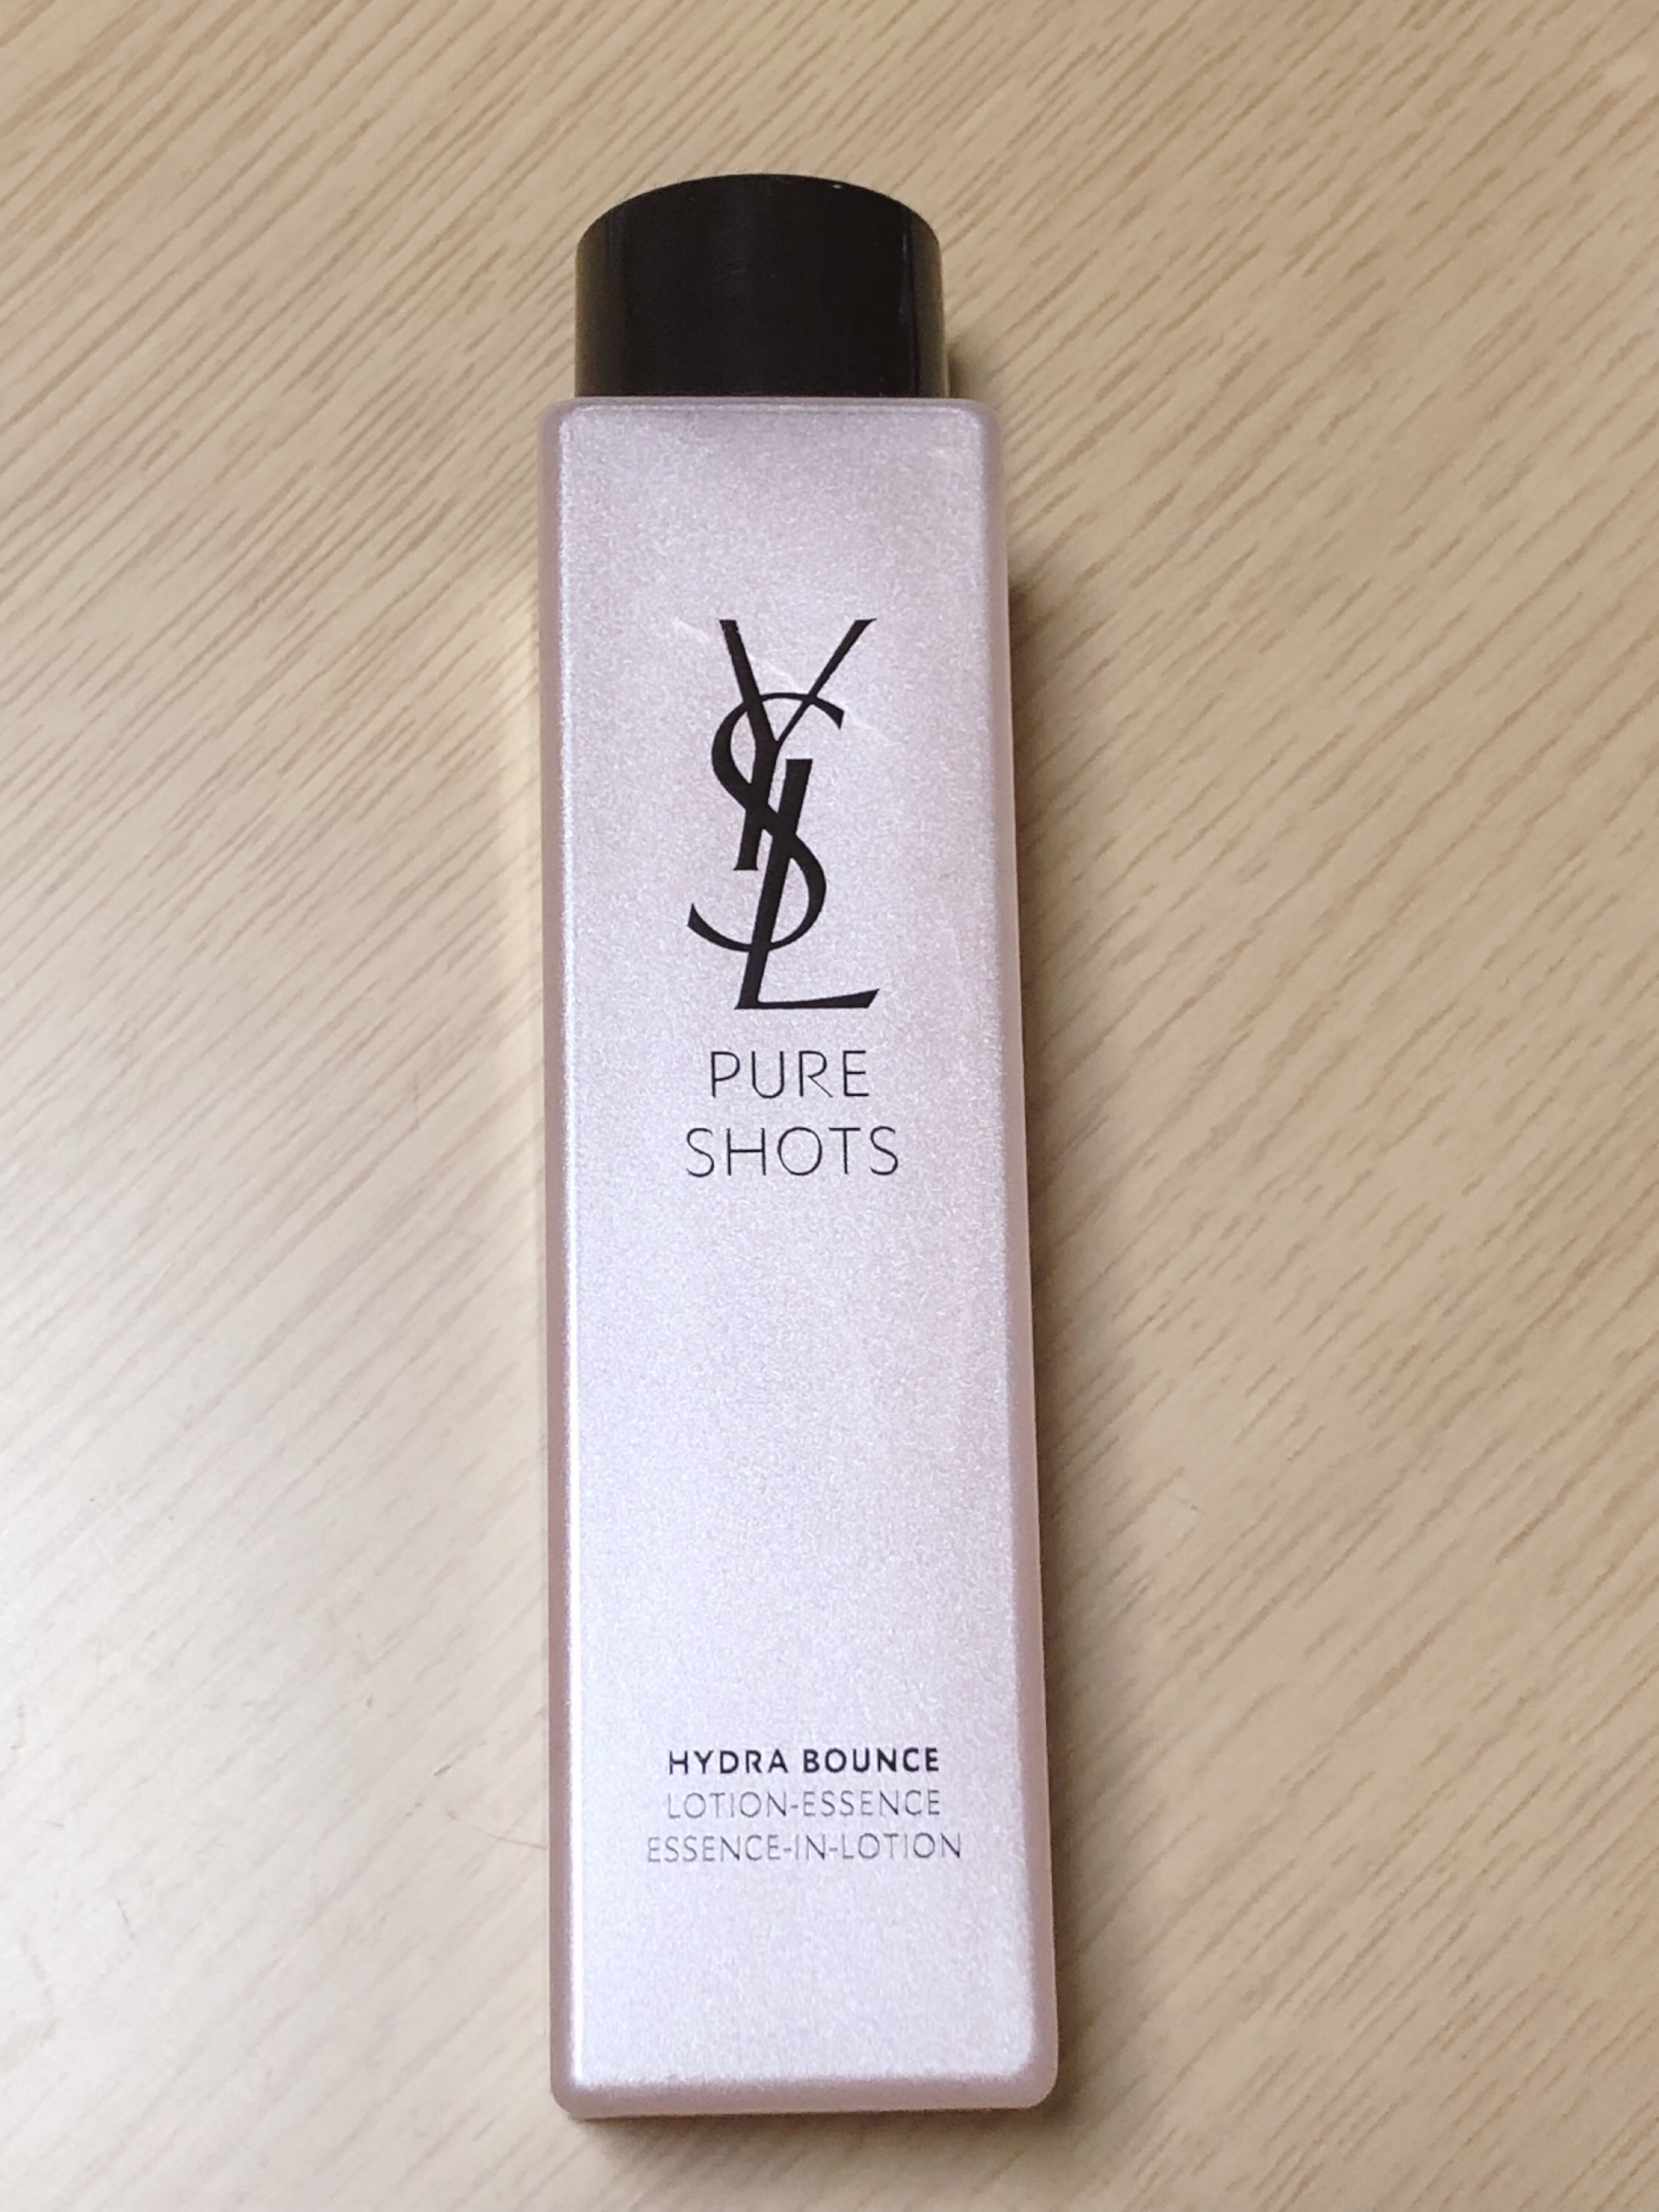 YSL
PURE
SHOTS
HYDRA BOUNCE
LOTION-ESSENCE
ESSENCE-IN-LOTION